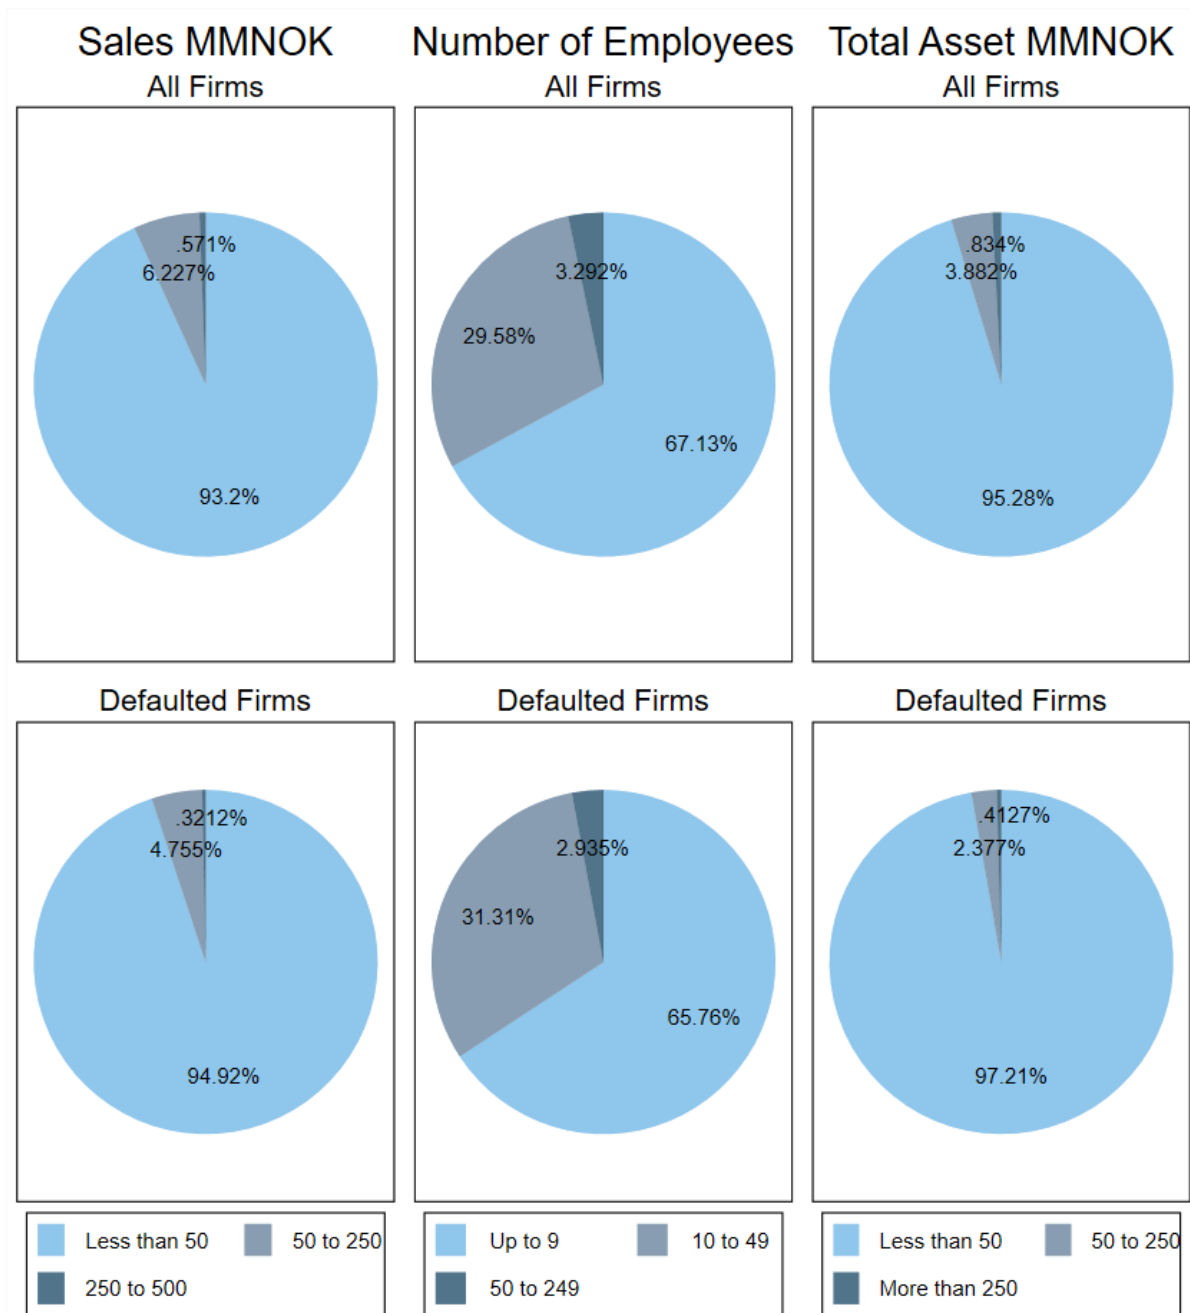 Sales MMNOK
Number of Employees
Total Asset MMNOK
All Firms
All Firms
All Firms
.571%
6.227%
93.2%
3.292%
29.58%
67.13%
.834%
3.882%
95.28%
Defaulted Firms
Defaulted Firms
Defaulted Firms
.3212%
4.755%
94.92%
2.935%
31.31%
65.76%
.4127%
2.377%
97.21%
Less than 50
50 to 250
250 to 500
Up to 9
10 to 49
50 to 249
Less than 50
50 to 250
More than 250